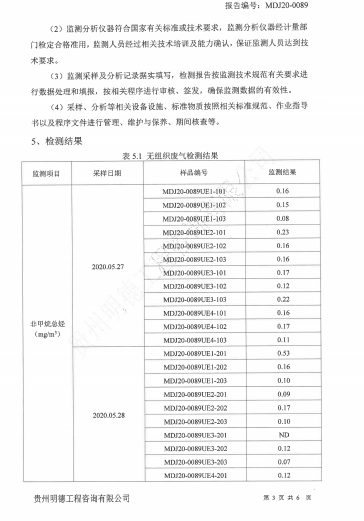 报告编号：MDJ20-0089
（2）监测分析仪器符合国家有关标准或技术要求，监测分析仪器经计量部
门检定合格准用，监测人员经过相关技术培训及能力确认，保证监测人员达到技
术要求。
（3）监测采样及分析记录据实填写，检测报告按监测技术规范有关要求进
行数据处理和填报，按相关程序进行审核、签发，确保监测数据的有效性。
（4）采样、分析等相关设备设施、标准物质按照相关标准规范、作业指导
书以及程序文件进行管理、维护与保养、期间核查等。
5、检测结果
表 5.1 无组织废气检测结果
监测项目 采样日期 样品编号 监测结果
非甲烷总烃
（mg/m³）
2020.05.27
MDJ20-0089UE1-101 0.16
MDJ20-0089UE1-102 0.15
MDJ20-0089UE1-103 0.08
MDJ20-0089UE2-101 0.23
MDJ20-0089UE2-102 0.16
MDJ20-0089UE2-103 0.16
MDJ20-0089UE3-101 0.17
MDJ20-0089UE3-102 0.12
MDJ20-0089UE3-103 0.22
MDJ20-0089UE4-101 0.16
MDJ20-0089UE4-102 0.17
MDJ20-0089UE4-103 0.11
2020.05.28
MDJ20-0089UE1-201 0.53
MDJ20-0089UE1-202 0.16
MDJ20-0089UE1-203 0.10
MDJ20-0089UE2-201 0.09
MDJ20-0089UE2-202 0.17
MDJ20-0089UE2-203 0.10
MDJ20-0089UE3-201 ND
MDJ20-0089UE3-202 0.12
MDJ20-0089UE3-203 0.07
MDJ20-0089UE4-201 0.12
贵州明德工程咨询有限公司 第 3 页 共 6 页